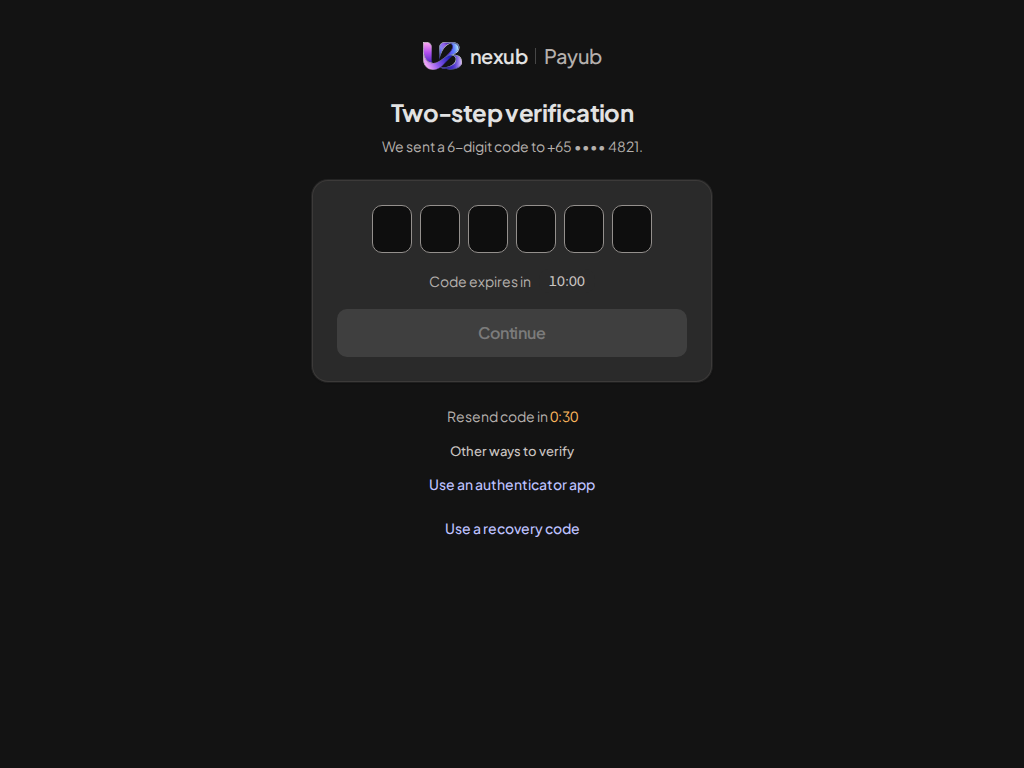 nexub | Payub
Two-step verification
We sent a 6-digit code to +65 •••• 4821.
Code expires in 10:00
Continue
Resend code in 0:30
Other ways to verify
Use an authenticator app
Use a recovery code